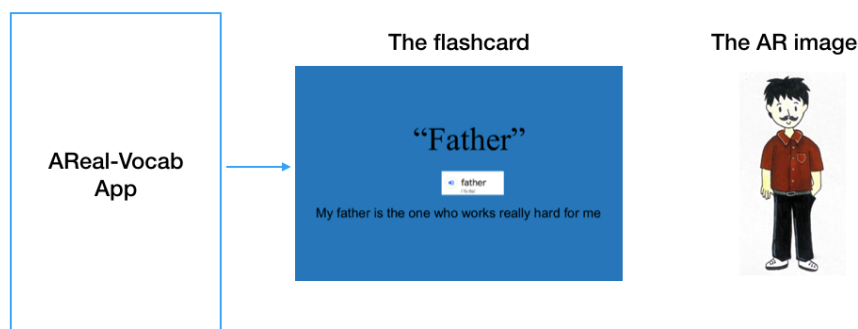 The flashcard
The AR image
AReal-Vocab
App
“Father”
father
My father is the one who works really hard for me